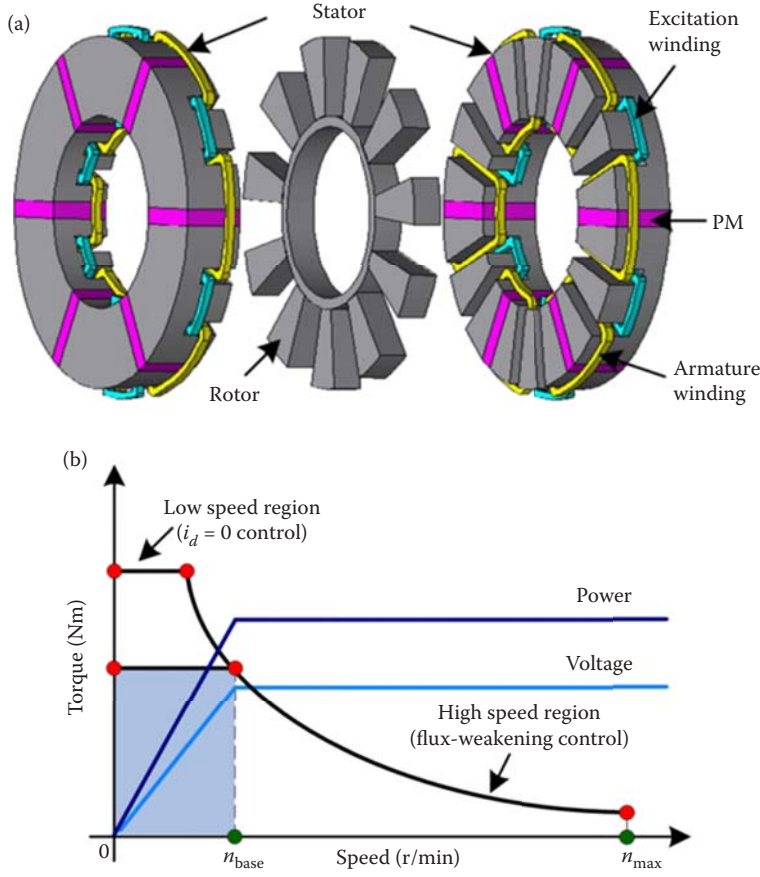 (a)
Stator
Excitation
winding
PM
Rotor
Armature
winding
(b)
Low speed region
(i_d = 0 control)
Power
Voltage
High speed region
(flux-weakening control)
Torque (Nm)
0
n_base
Speed (r/min)
n_max